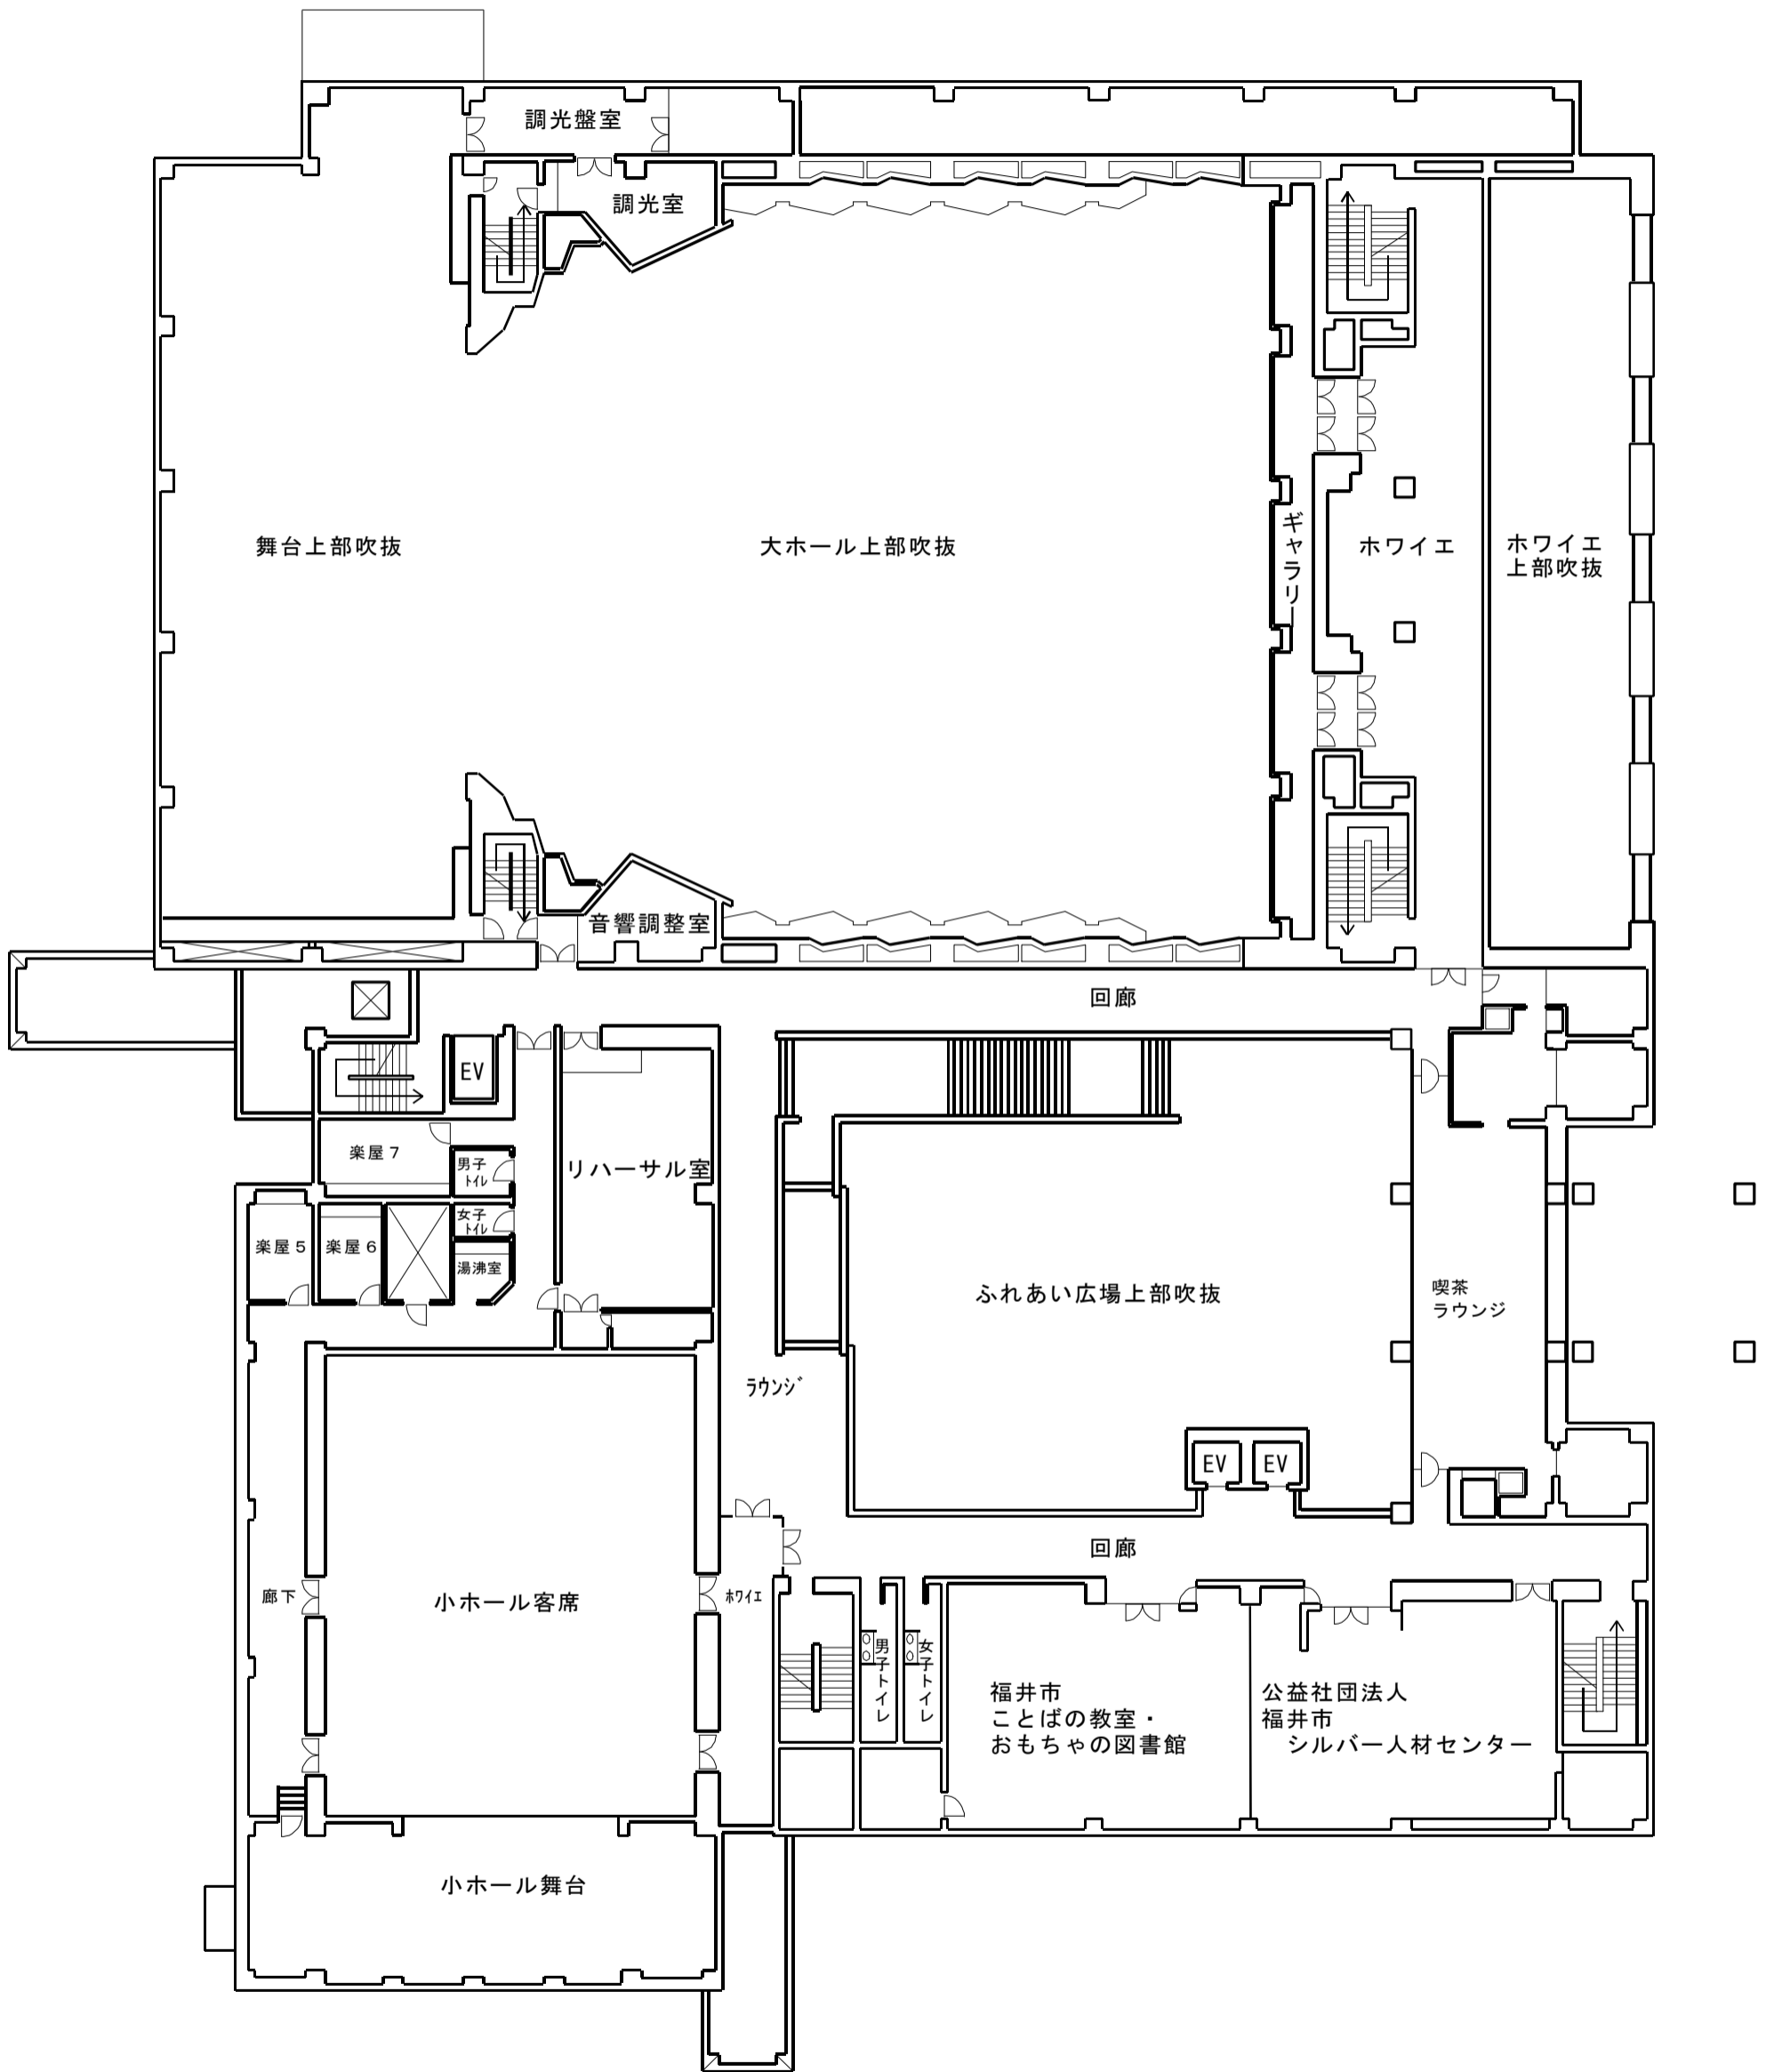 調光盤室
調光室
舞台上部吹抜
大ホール上部吹抜
ギャラリー
ホワイエ
ホワイエ
上部吹抜
音響調整室
回廊
EV
楽屋７
男子
トイレ
リハーサル室
女子
トイレ
楽屋５
楽屋６
湯沸室
ふれあい広場上部吹抜
喫茶
ラウンジ
ラウンジ
EV
EV
回廊
廊下
小ホール客席
ホワイエ
男子トイレ
女子トイレ
福井市
ことばの教室・
おもちゃの図書館
公益社団法人
福井市
シルバー人材センター
小ホール舞台